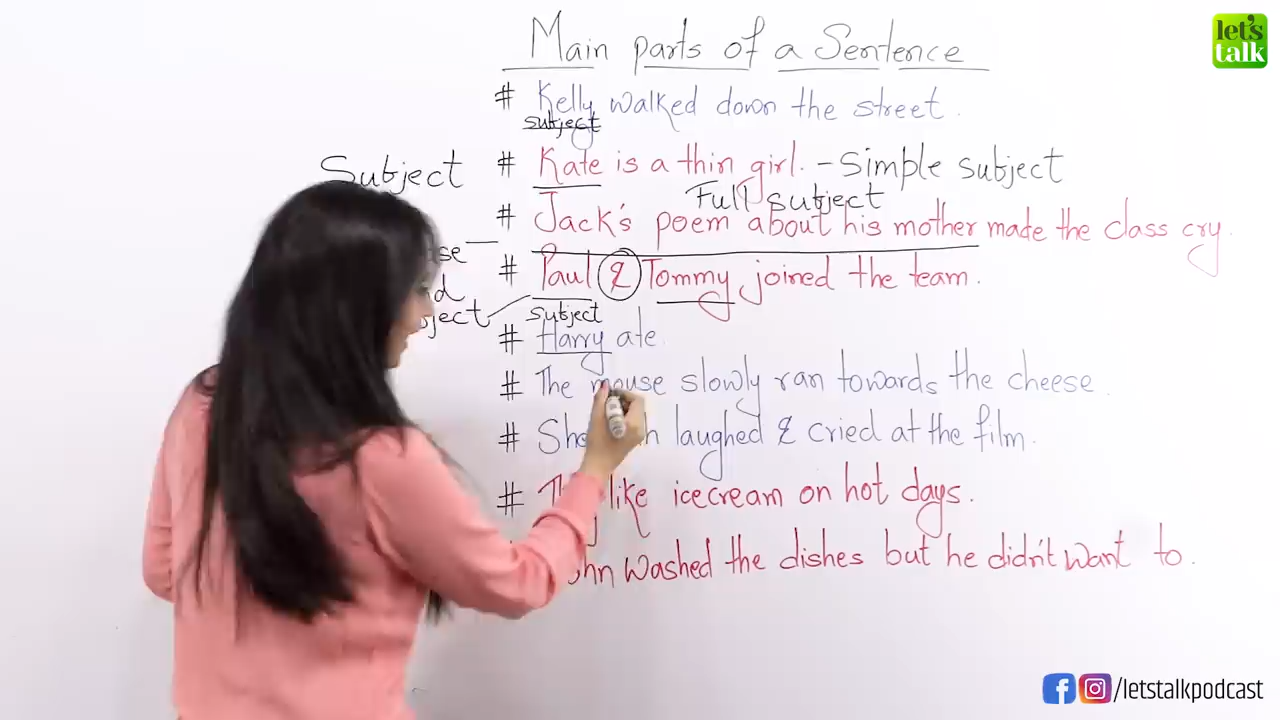 let's
talk
Main parts of a Sentence
# Kelly walked down the street.
subject
Subject
# Kate is a thin girl. - Simple subject
Full subject
# Jack's poem about his mother made the class cry.
# Paul & Tommy joined the team.
subject
# Harry ate.
# The mouse slowly ran towards the cheese.
# laughed & cried at the film.
# like icecream on hot days.
washed the dishes but he didn't want to.
/letstalkpodcast